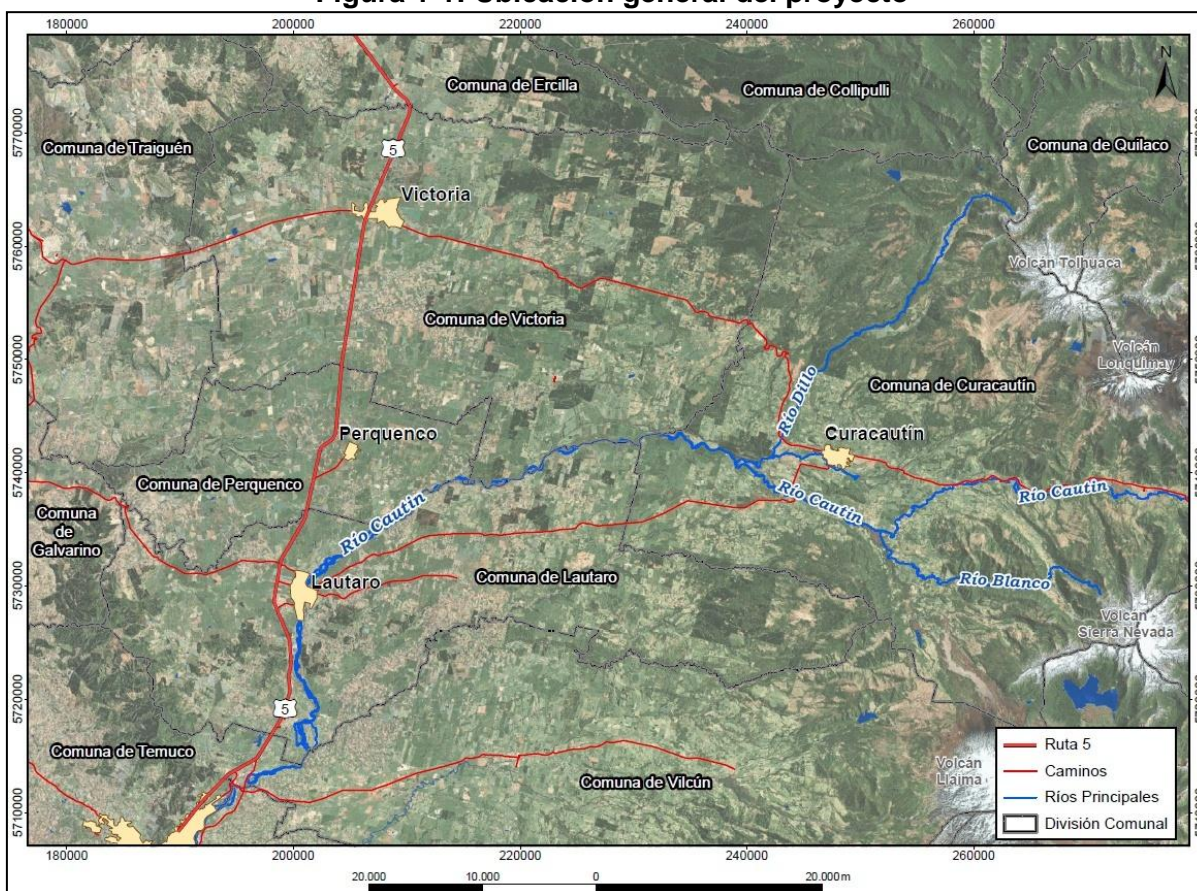 Figura 1-1: Ubicación general del proyecto
180000 200000 220000 240000 260000
N
Comuna de Ercilla
Comuna de Collipulli
5770000
5
Comuna de Traiguén
Comuna de Quilaco
Victoria
5760000
Volcán Tolhuaca
Comuna de Victoria
Volcán
Lonquimay
5750000
Comuna de Curacautín
Río Dillo
Perquenco
Curacautín
5740000
Comuna de Perquenco
Río Cautín
Río Cautín
Comuna
de
Galvarino
Río Cautín
Lautaro
Comuna de Lautaro
Río Blanco
5730000
Volcán
Sierra Nevada
5720000
5
Comuna de Temuco
Volcán
Llaima
Comuna de Vilcún
5710000
Ruta 5
Caminos
Ríos Principales
División Comunal
180000 200000 220000 240000 260000
20.000 10.000 0 20.000 m